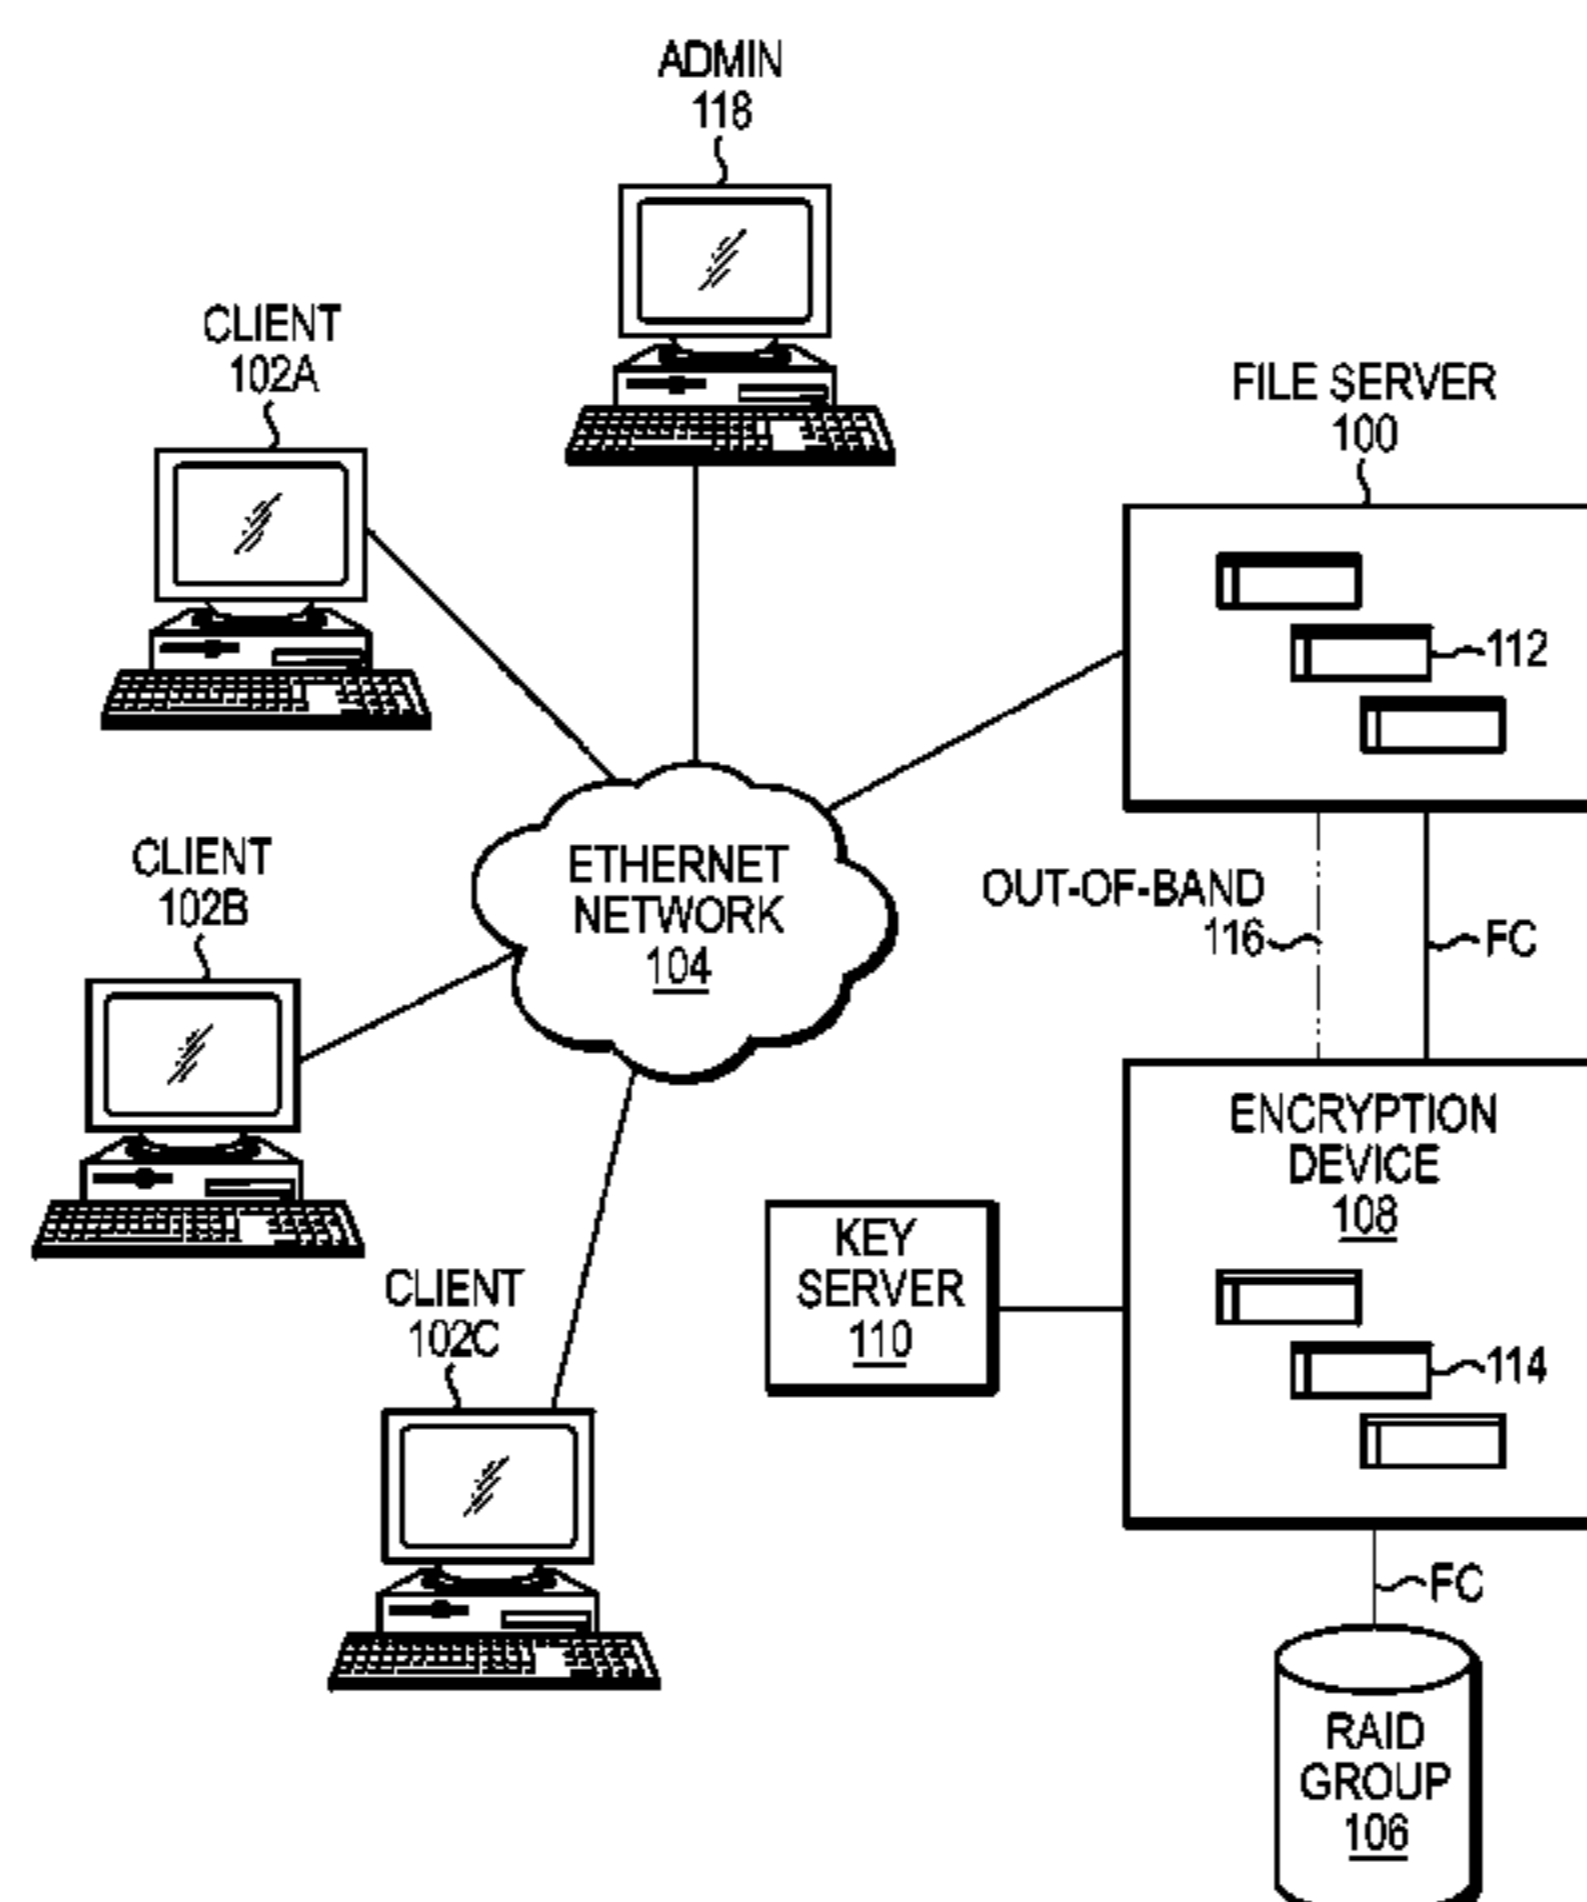 ADMIN
118
CLIENT
102A
FILE SERVER
100
112
CLIENT
102B
ETHERNET
NETWORK
104
OUT-OF-BAND
116
FC
ENCRYPTION
DEVICE
108
KEY
SERVER
110
114
CLIENT
102C
FC
RAID
GROUP
106